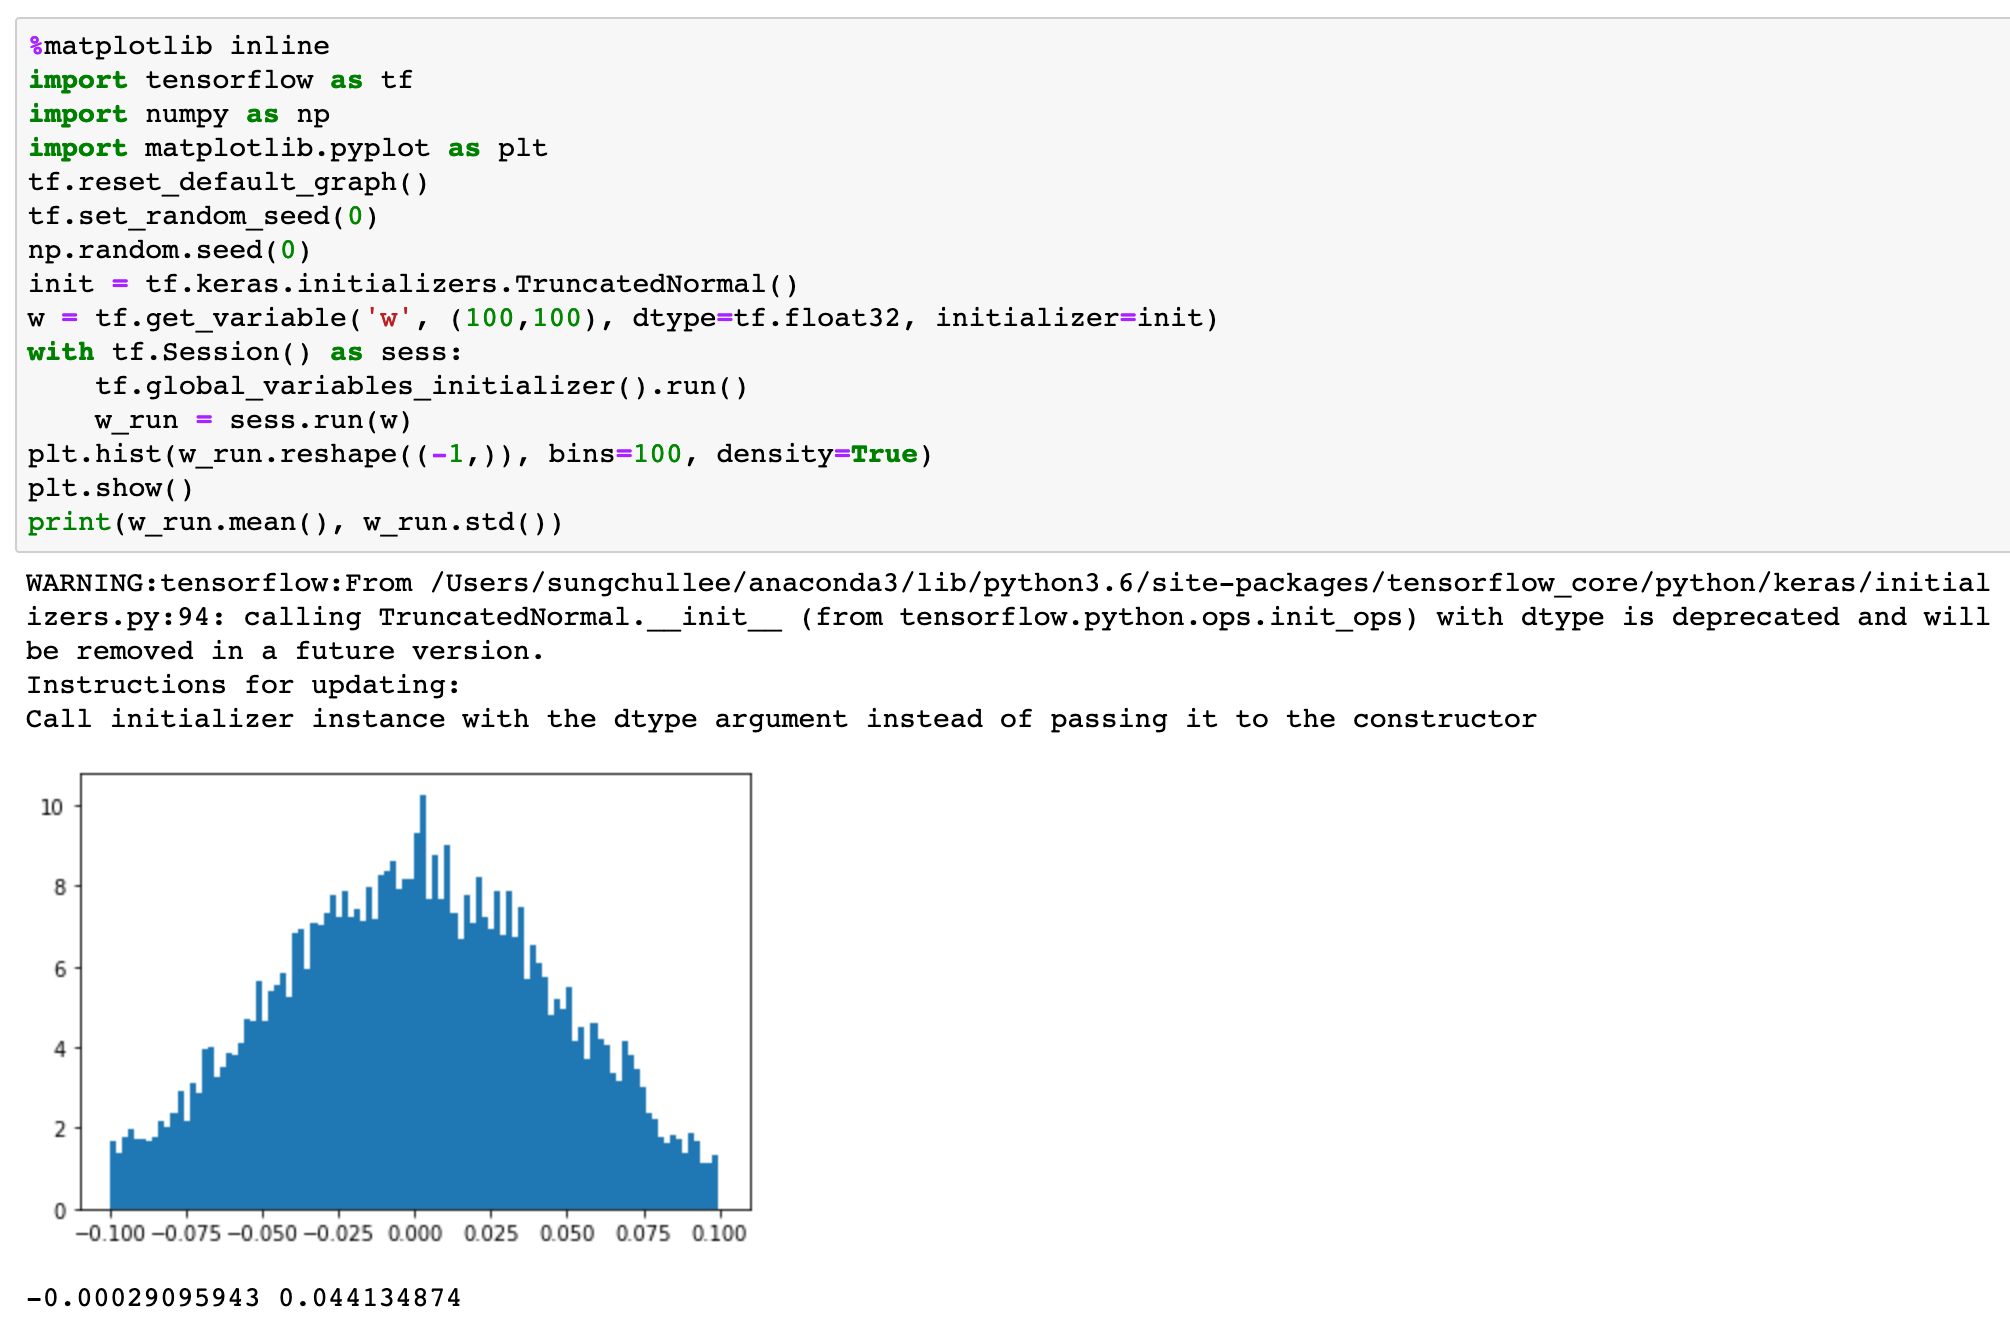 %matplotlib inline
import tensorflow as tf
import numpy as np
import matplotlib.pyplot as plt
tf.reset_default_graph()
tf.set_random_seed(0)
np.random.seed(0)
init = tf.keras.initializers.TruncatedNormal()
w = tf.get_variable('w', (100,100), dtype=tf.float32, initializer=init)
with tf.Session() as sess:
    tf.global_variables_initializer().run()
    w_run = sess.run(w)
plt.hist(w_run.reshape((-1,)), bins=100, density=True)
plt.show()
print(w_run.mean(), w_run.std())
WARNING:tensorflow:From /Users/sungchullee/anaconda3/lib/python3.6/site-packages/tensorflow_core/python/keras/initial
izers.py:94: calling TruncatedNormal.__init__ (from tensorflow.python.ops.init_ops) with dtype is deprecated and will
be removed in a future version.
Instructions for updating:
Call initializer instance with the dtype argument instead of passing it to the constructor
10
8
6
4
2
0
−0.100 −0.075 −0.050 −0.025 0.000 0.025 0.050 0.075 0.100
-0.00029095943 0.044134874